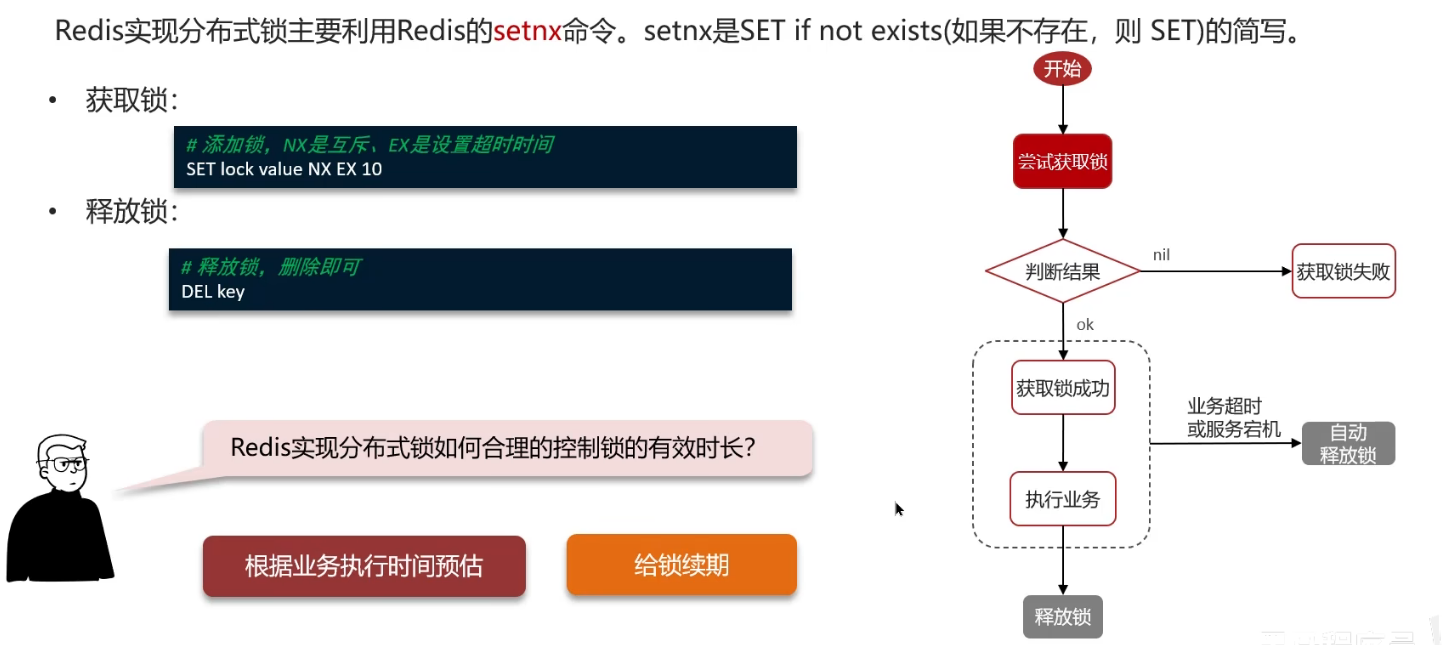 Redis实现分布式锁主要利用Redis的setnx命令。setnx是SET if not exists(如果不存在，则 SET)的简写。
• 获取锁：
# 添加锁，NX是互斥、EX是设置超时时间
SET lock value NX EX 10
• 释放锁：
# 释放锁，删除即可
DEL key
Redis实现分布式锁如何合理的控制锁的有效时长？
根据业务执行时间预估
给锁续期
开始
尝试获取锁
判断结果
nil
获取锁失败
ok
获取锁成功
业务超时
或服务宕机
自动
释放锁
执行业务
释放锁